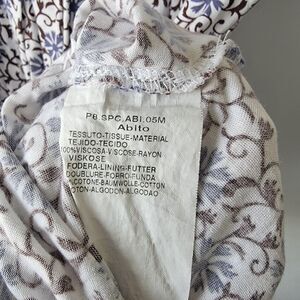 PB.SPC.ABI.05M
Abito
TESSUTO-TISSUE-MATERIAL
TEJIDO-TECIDO
100%VISCOSA-VISCOSE-RAYON
VISKOSE
FODERA-LINING-FUTTER
DOUBLURE-FORRO-FUNDA
%COTONE-BAUMWOLLE-COTTON
COTON-ALGODON-ALGODAO